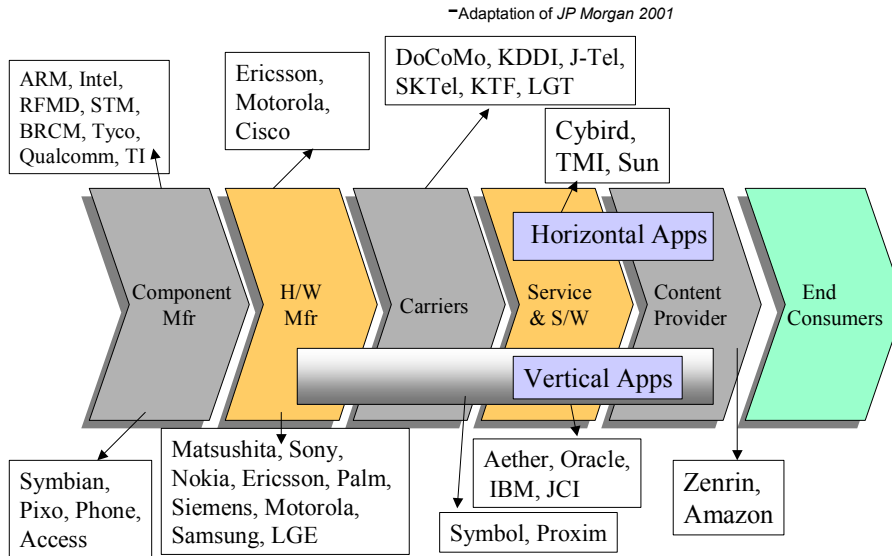 –Adaptation of JP Morgan 2001
ARM, Intel,
RFMD, STM,
BRCM, Tyco,
Qualcomm, TI
Ericsson,
Motorola,
Cisco
DoCoMo, KDDI, J-Tel,
SKTel, KTF, LGT
Cybird,
TMI, Sun
Horizontal Apps
Component
Mfr
H/W
Mfr
Carriers
Service
& S/W
Content
Provider
End
Consumers
Vertical Apps
Symbian,
Pixo, Phone,
Access
Matsushita, Sony,
Nokia, Ericsson, Palm,
Siemens, Motorola,
Samsung, LGE
Symbol, Proxim
Aether, Oracle,
IBM, JCI
Zenrin,
Amazon